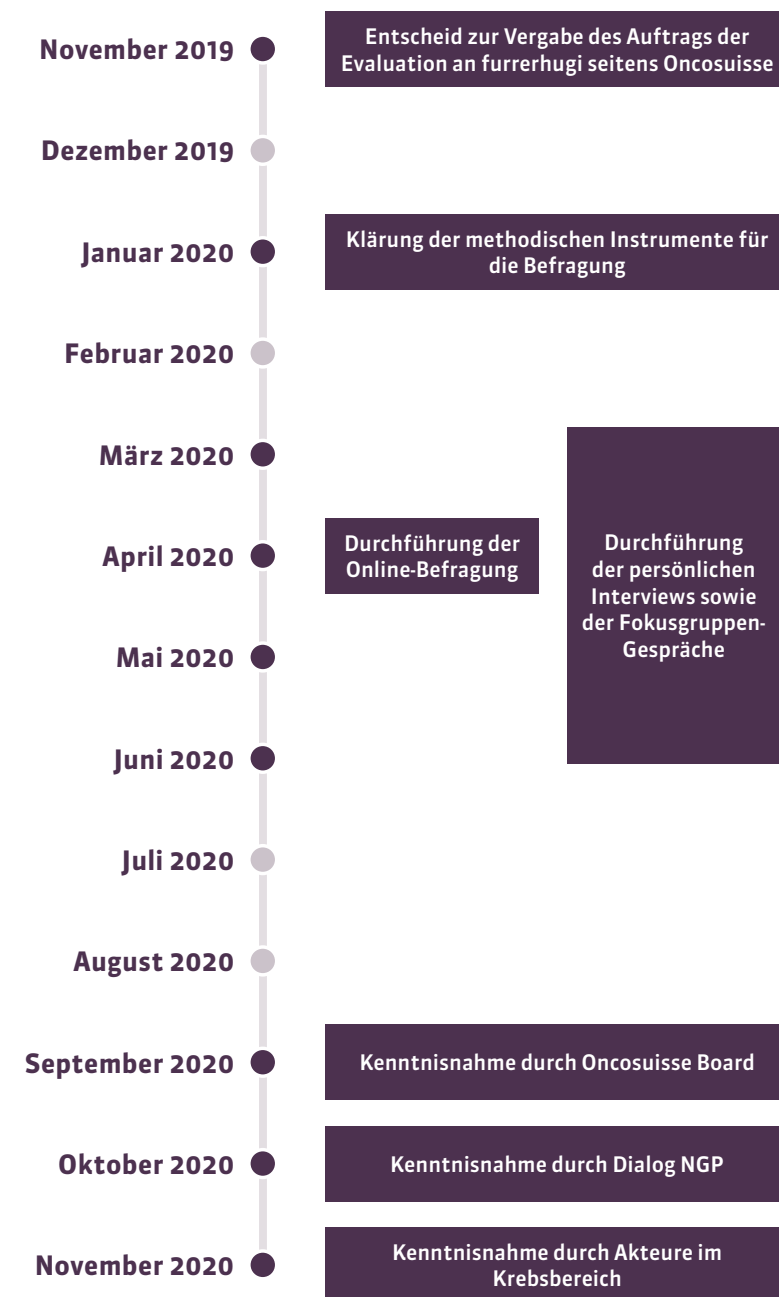 November 2019
Entscheid zur Vergabe des Auftrags der
Evaluation an furrerhugi seitens Oncosuisse
Dezember 2019
Januar 2020
Klärung der methodischen Instrumente für
die Befragung
Februar 2020
März 2020
April 2020
Durchführung der
Online-Befragung
Durchführung
der persönlichen
Interviews sowie
der Fokusgruppen-
Gespräche
Mai 2020
Juni 2020
Juli 2020
August 2020
September 2020
Kenntnisnahme durch Oncosuisse Board
Oktober 2020
Kenntnisnahme durch Dialog NGP
November 2020
Kenntnisnahme durch Akteure im
Krebsbereich